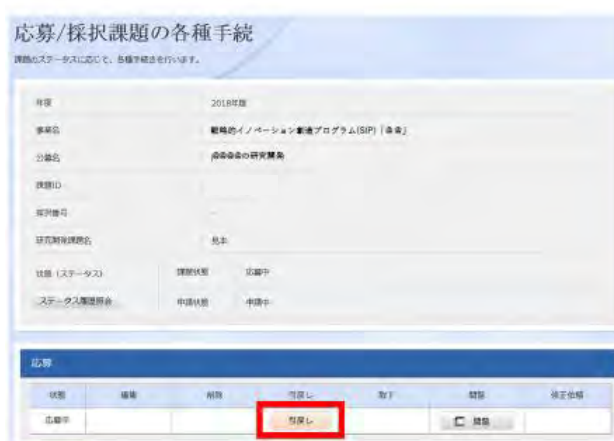 応募/採択課題の各種手続
課題のステータスに応じて、各種手続きを行います。
年度 2018年度
事業名 戦略的イノベーション創造プログラム(SIP)「
公募名 の研究開発
課題ID
採択番号 -
研究開発課題名 見本
状態（ステータス） 課題状態 応募中
ステータス履歴照会 申請状態 申請中
応募
状態 編集 削除 引戻し 取下 閲覧 修正依頼
応募中 引戻し 閲覧